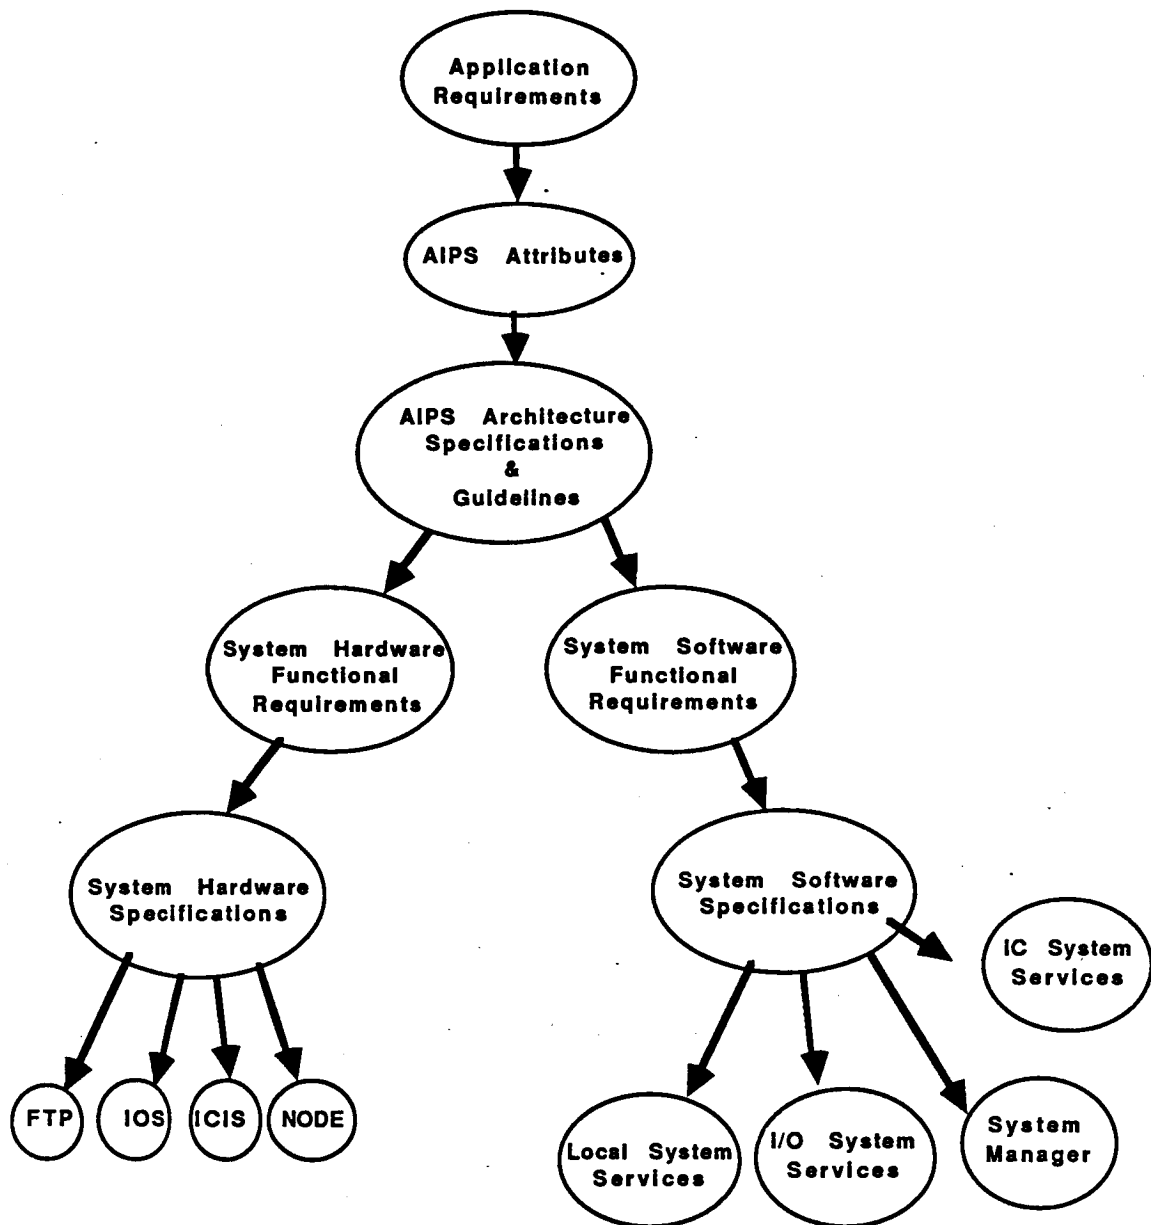 Application
Requirements
AIPS Attributes
AIPS Architecture
Specifications
&
Guidelines
System Hardware
Functional
Requirements
System Software
Functional
Requirements
System Hardware
Specifications
System Software
Specifications
IC System
Services
FTP
IOS
ICIS
NODE
Local System
Services
I/O System
Services
System
Manager